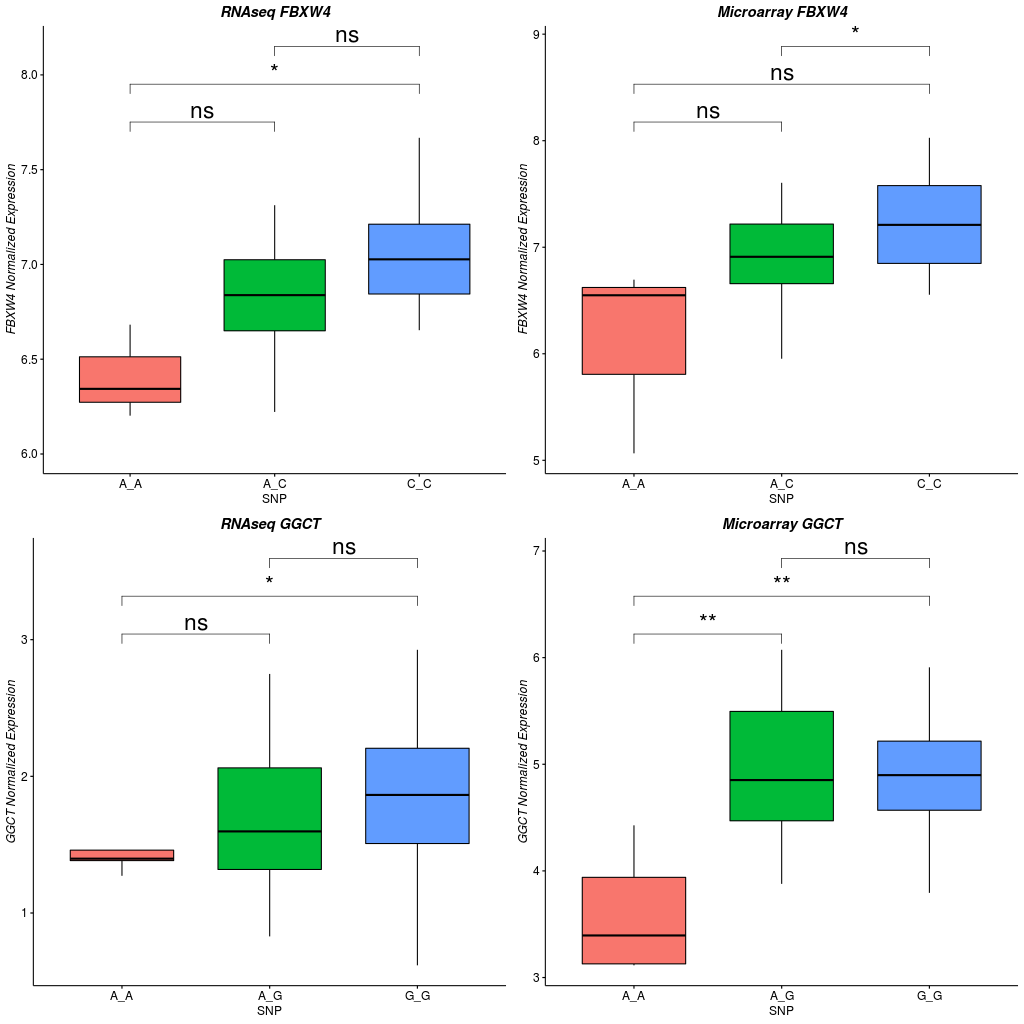 RNAseq FBXW4
ns
*
ns
8.0
7.5
7.0
6.5
6.0
FBXW4 Normalized Expression
A_A
A_C
C_C
SNP
Microarray FBXW4
*
ns
ns
9
8
7
6
5
FBXW4 Normalized Expression
A_A
A_C
C_C
SNP
RNAseq GGCT
ns
*
ns
3
2
1
GGCT Normalized Expression
A_A
A_G
G_G
SNP
Microarray GGCT
ns
**
**
7
6
5
4
3
GGCT Normalized Expression
A_A
A_G
G_G
SNP